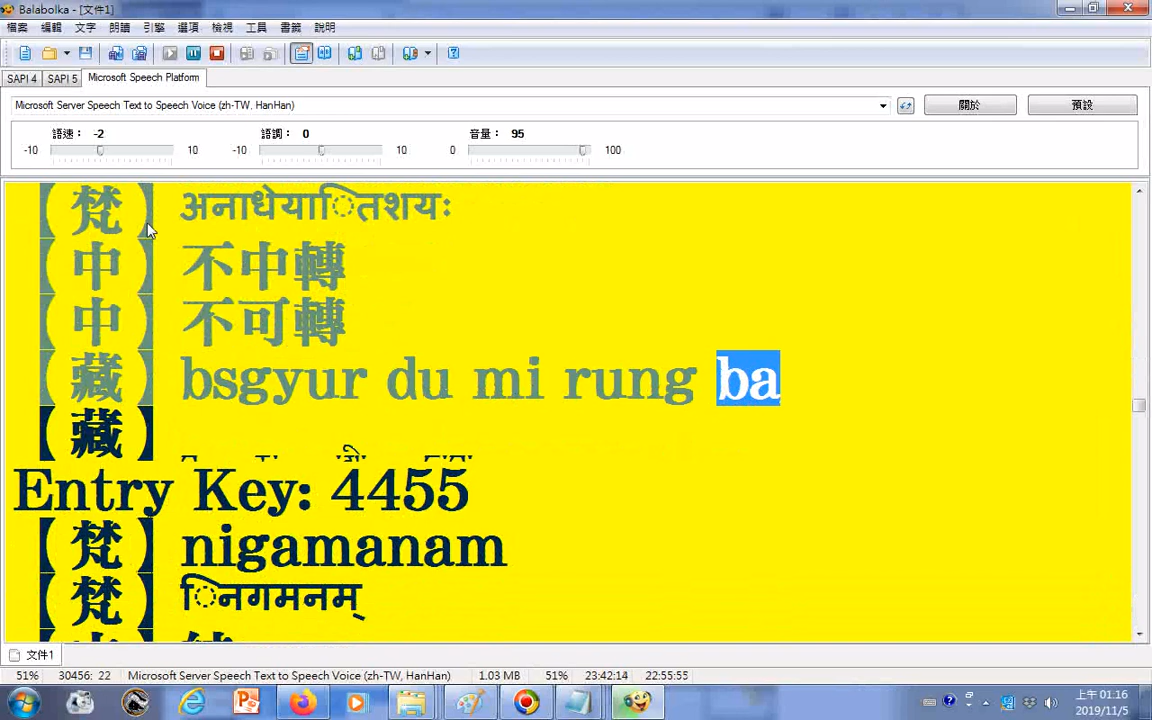 Balabolka - [文件1]
檔案 編輯 文字 朗讀 引擎 選項 檢視 工具 書籤 說明
SAPI 4 SAPI 5 Microsoft Speech Platform
Microsoft Server Speech Text to Speech Voice (zh-TW, HanHan) 關於 預設
語速： -2 語調： 0 音量： 95
-10 10 -10 10 0 100
【梵】 अनाधेयाितशयः
【中】 不中轉
【中】 不可轉
【藏】 bsgyur du mi rung ba
【藏】
Entry Key: 4455
【梵】 nigamanam
【梵】 िनगमनम्
文件1
51% 30456: 22 Microsoft Server Speech Text to Speech Voice (zh-TW, HanHan) 1.03 MB 51% 23:42:14 22:55:55
上午 01:16
2019/11/5